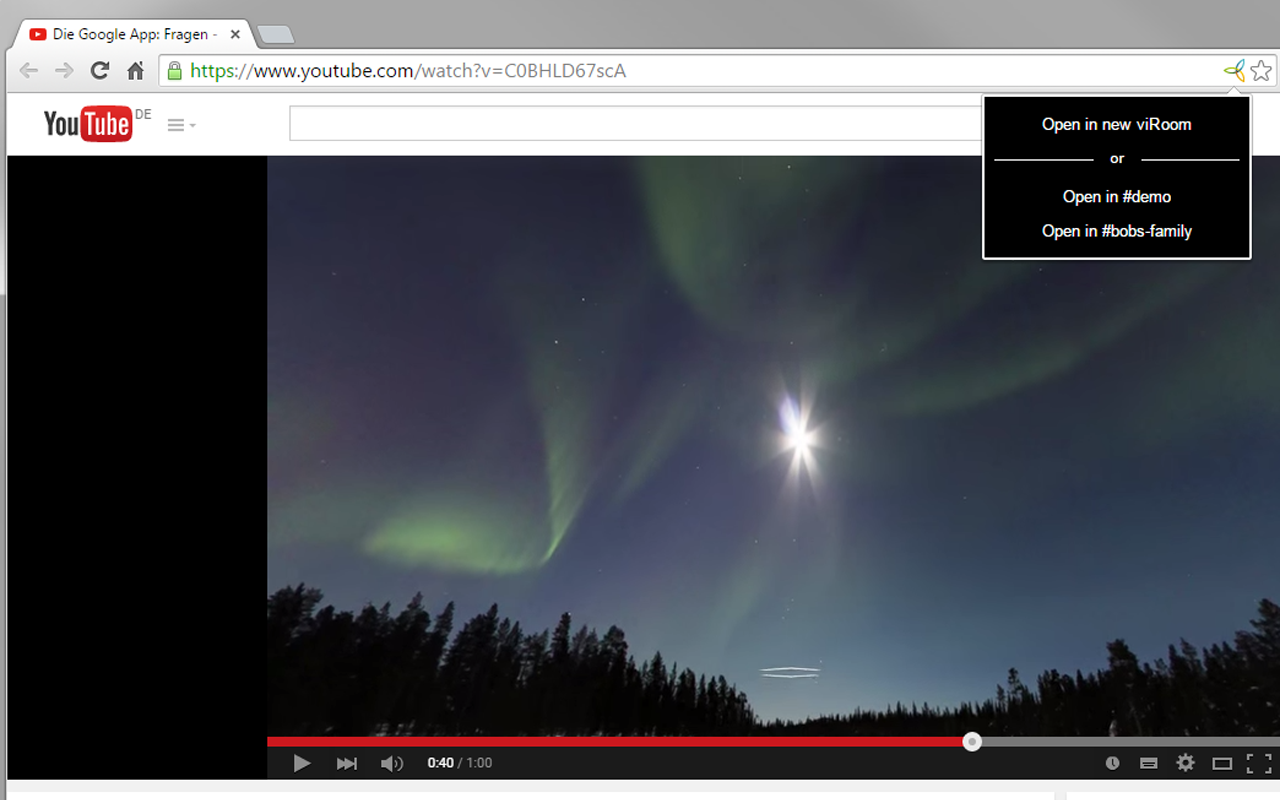 Die Google App: Fragen -
https://www.youtube.com/watch?v=C0BHLD67scA
YouTube DE
Open in new viRoom
or
Open in #demo
Open in #bobs-family
0:40 / 1:00